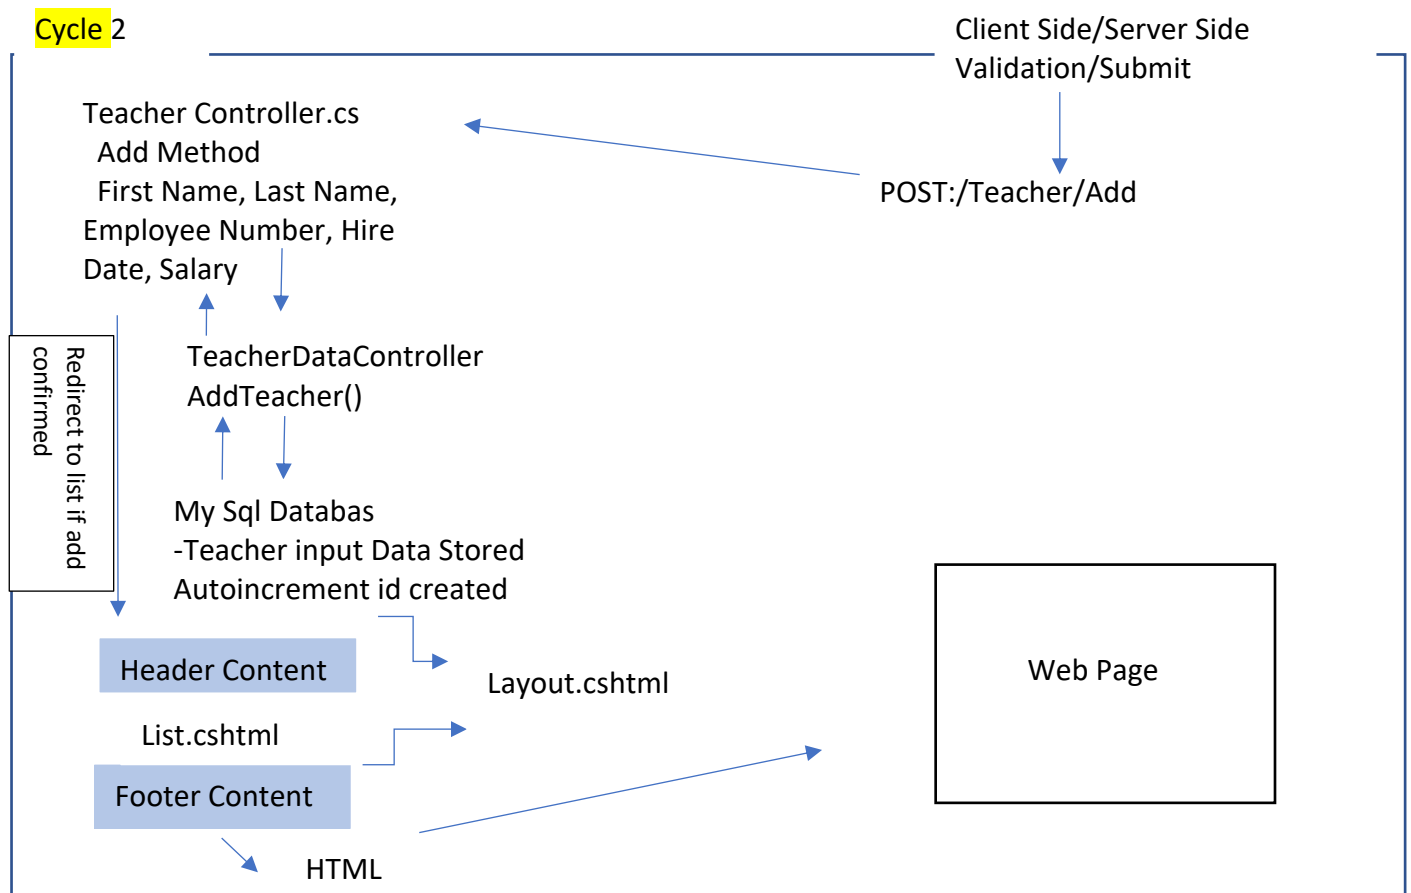 Cycle 2
Client Side/Server Side
Validation/Submit
Teacher Controller.cs
Add Method
First Name, Last Name,
Employee Number, Hire
Date, Salary
POST:/Teacher/Add
Redirect to list if add
confirmed
TeacherDataController
AddTeacher()
My Sql Databas
-Teacher input Data Stored
Autoincrement id created
Header Content
Layout.cshtml
Web Page
List.cshtml
Footer Content
HTML